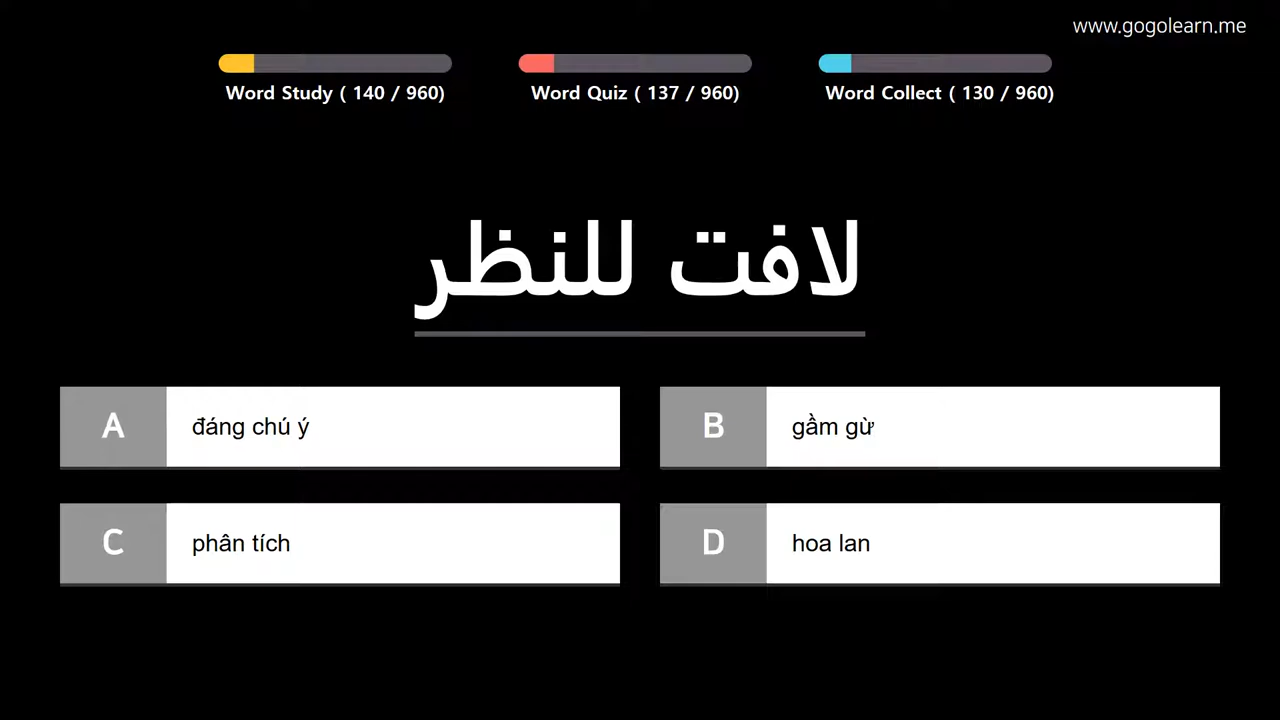 www.gogolearn.me
Word Study ( 140 / 960)
Word Quiz ( 137 / 960)
Word Collect ( 130 / 960)
لافت للنظر
A
đáng chú ý
B
gầm gừ
C
phân tích
D
hoa lan